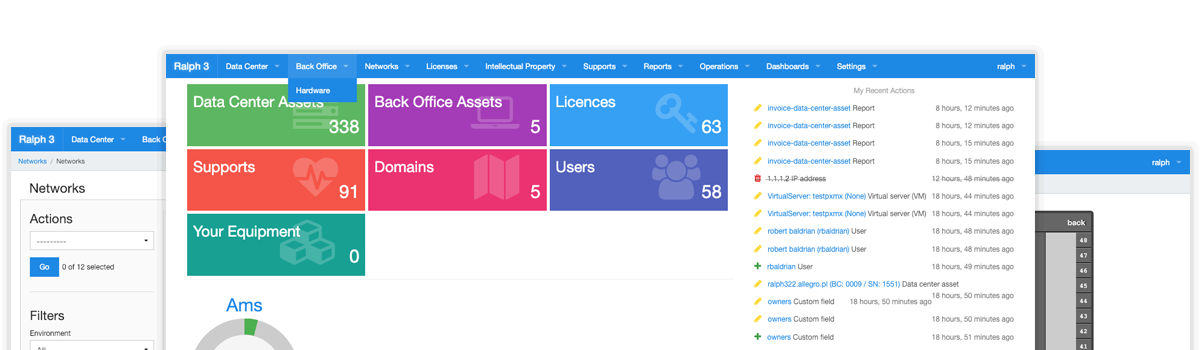 Ralph 3 Data Center Back Office Networks Licenses Intellectual Property Supports Reports Operations Dashboards Settings ralph
Hardware
Data Center Assets
338
Back Office Assets
5
Licences
63
Supports
91
Domains
5
Users
58
Your Equipment
0
Ams
My Recent Actions
invoice-data-center-asset Report 8 hours, 12 minutes ago
invoice-data-center-asset Report 8 hours, 12 minutes ago
invoice-data-center-asset Report 8 hours, 15 minutes ago
invoice-data-center-asset Report 8 hours, 15 minutes ago
1.1.1.2 IP address 12 hours, 48 minutes ago
VirtualServer: testpxmx (None) Virtual server (VM) 18 hours, 44 minutes ago
VirtualServer: testpxmx (None) Virtual server (VM) 18 hours, 44 minutes ago
robert baldrian (rbaldrian) User 18 hours, 48 minutes ago
robert baldrian (rbaldrian) User 18 hours, 48 minutes ago
rbaldrian User 18 hours, 49 minutes ago
ralph322.allegro.pl (BC: 0009 / SN: 1551) Data center asset
18 hours, 50 minutes ago
owners Custom field 18 hours, 50 minutes ago
owners Custom field 18 hours, 50 minutes ago
owners Custom field 18 hours, 51 minutes ago
Ralph 3 Data Center Back O
Networks / Networks
Networks
Actions
---------
Go 0 of 12 selected
Filters
Environment
All
ralph
back
48
47
46
45
44
43
42
41